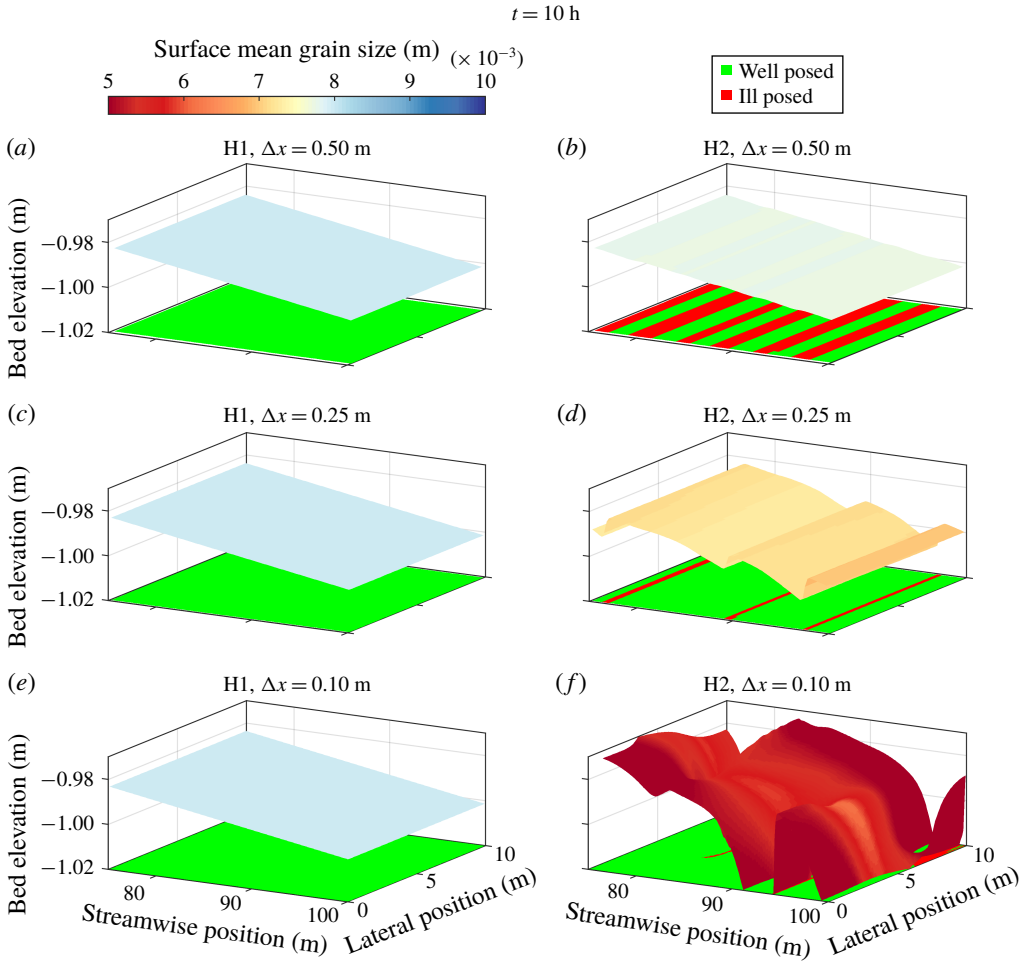 t = 10 h
Surface mean grain size (m)
(× 10⁻³)
5 6 7 8 9 10
Well posed
Ill posed
(a) H1, Δx = 0.50 m
(b) H2, Δx = 0.50 m
Bed elevation (m)
−0.98
−1.00
−1.02
(c) H1, Δx = 0.25 m
(d) H2, Δx = 0.25 m
Bed elevation (m)
−0.98
−1.00
−1.02
(e) H1, Δx = 0.10 m
(f) H2, Δx = 0.10 m
Bed elevation (m)
−0.98
−1.00
−1.02
80 90 100
Streamwise position (m)
0 5 10
Lateral position (m)
80 90 100
Streamwise position (m)
0 5 10
Lateral position (m)